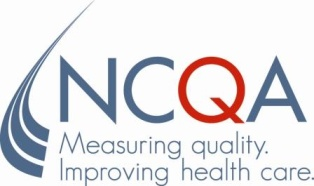 NCQA
Measuring quality.
Improving health care.